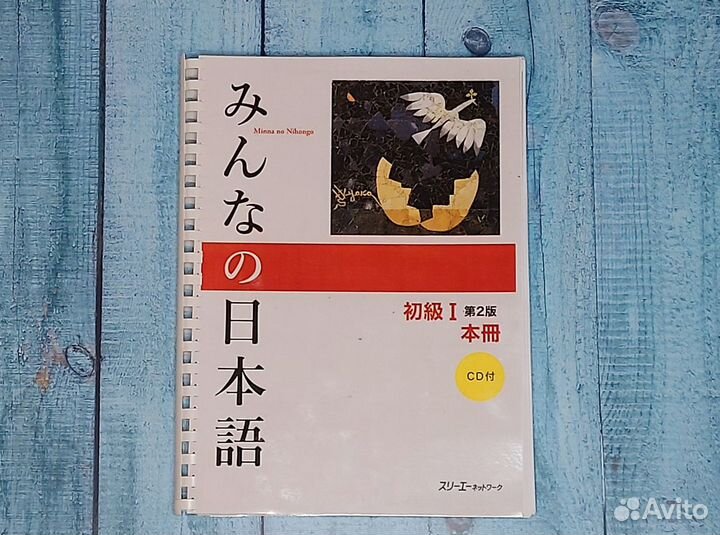 みんなの日本語
Minna no Nihongo
Kyoko
初級 I 第2版
本冊
CD付
スリーエーネットワーク
Avito